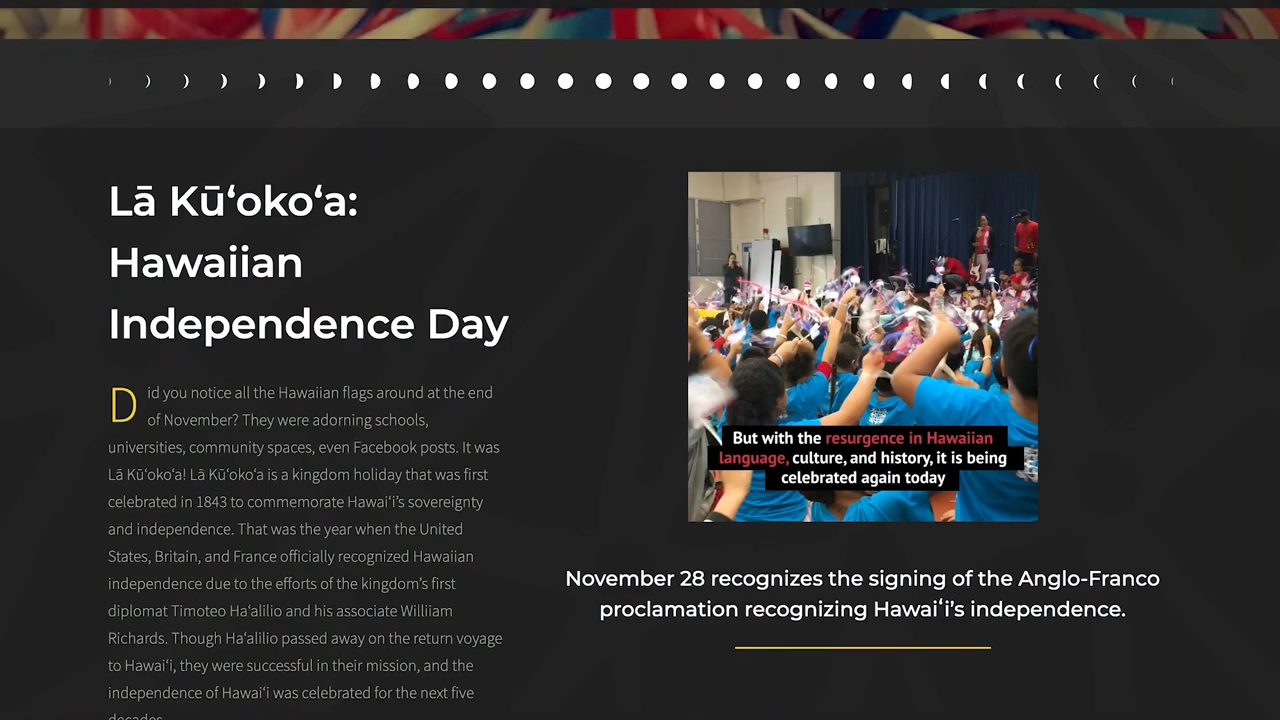 Lā Kūʻokoʻa:
Hawaiian
Independence Day
Did you notice all the Hawaiian flags around at the end
of November? They were adorning schools,
universities, community spaces, even Facebook posts. It was
Lā Kūʻokoʻa! Lā Kūʻokoʻa is a kingdom holiday that was first
celebrated in 1843 to commemorate Hawaiʻi’s sovereignty
and independence. That was the year when the United
States, Britain, and France officially recognized Hawaiian
independence due to the efforts of the kingdom’s first
diplomat Timoteo Haʻalilio and his associate Williiam
Richards. Though Haʻalilio passed away on the return voyage
to Hawaiʻi, they were successful in their mission, and the
independence of Hawaiʻi was celebrated for the next five
decades.
But with the resurgence in Hawaiian
language, culture, and history, it is being
celebrated again today
November 28 recognizes the signing of the Anglo-Franco
proclamation recognizing Hawaiʻi’s independence.